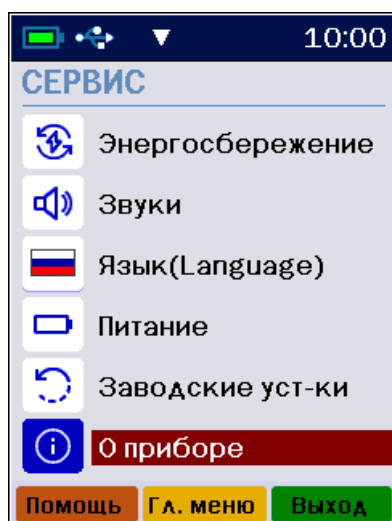 10:00
СЕРВИС
Энергосбережение
Звуки
Язык(Language)
Питание
Заводские уст-ки
О приборе
Помощь Гл. меню Выход